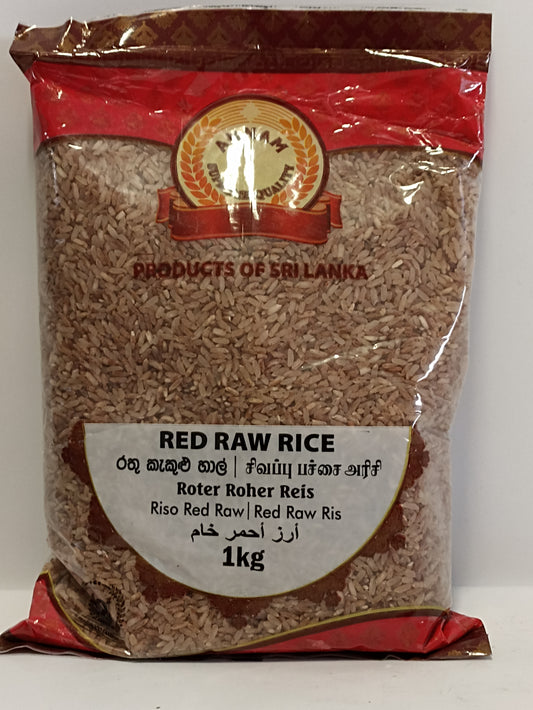 ANNAM
PRODUCTS OF SRI LANKA
RED RAW RICE
රතු කැකුළු හාල් | சிவப்பு பச்சை அரிசி
Roter Roher Reis
Riso Red Raw | Red Raw Ris
أرز أحمر خام
1kg